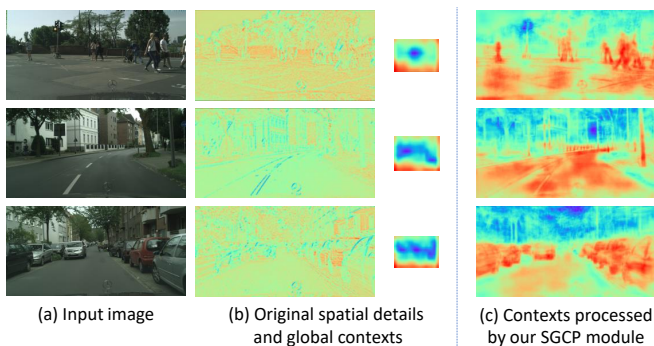 (a) Input image
(b) Original spatial details
and global contexts
(c) Contexts processed
by our SGCP module